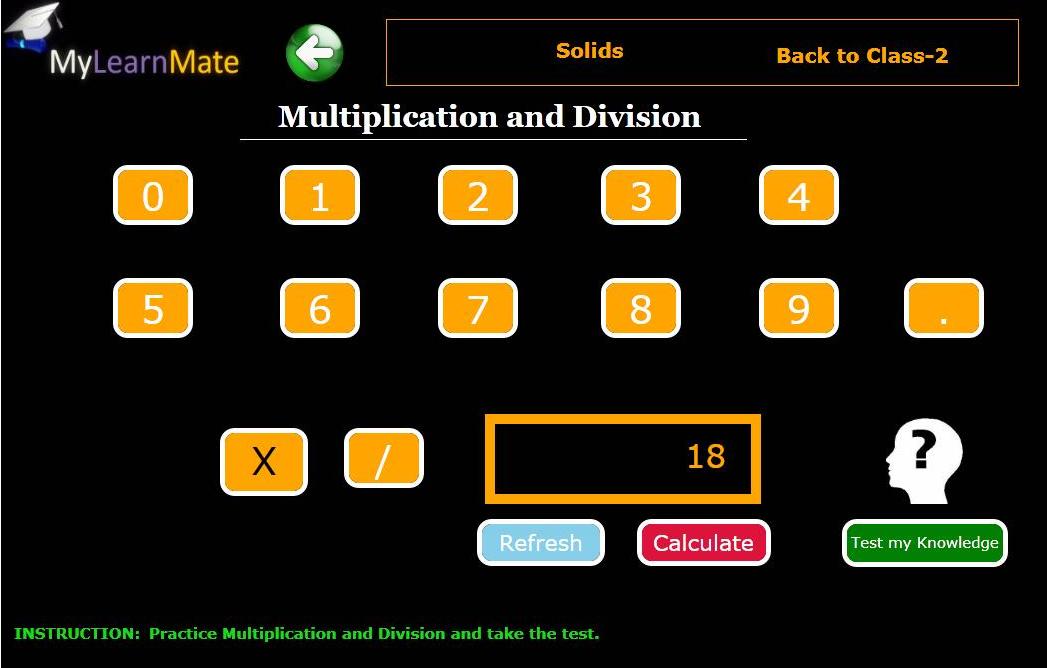 MyLearnMate
Solids
Back to Class-2
Multiplication and Division
0 1 2 3 4
5 6 7 8 9 .
X / 18
?
Refresh Calculate Test my Knowledge
INSTRUCTION: Practice Multiplication and Division and take the test.